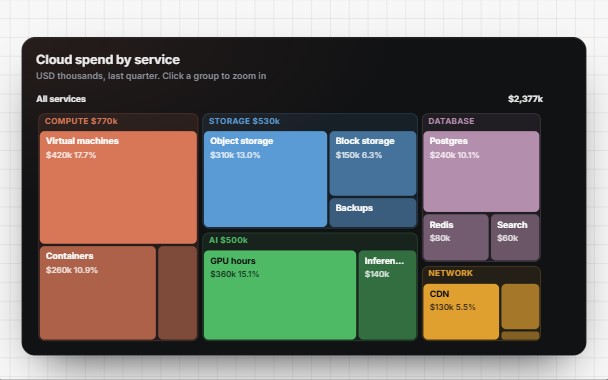 Cloud spend by service
USD thousands, last quarter. Click a group to zoom in
All services
$2,377k
COMPUTE $770k
Virtual machines
$420k 17.7%
Containers
$260k 10.9%
STORAGE $530k
Object storage
$310k 13.0%
Block storage
$150k 6.3%
Backups
AI $500k
GPU hours
$360k 15.1%
Inferen...
$140k
DATABASE
Postgres
$240k 10.1%
Redis
$80k
Search
$60k
NETWORK
CDN
$130k 5.5%